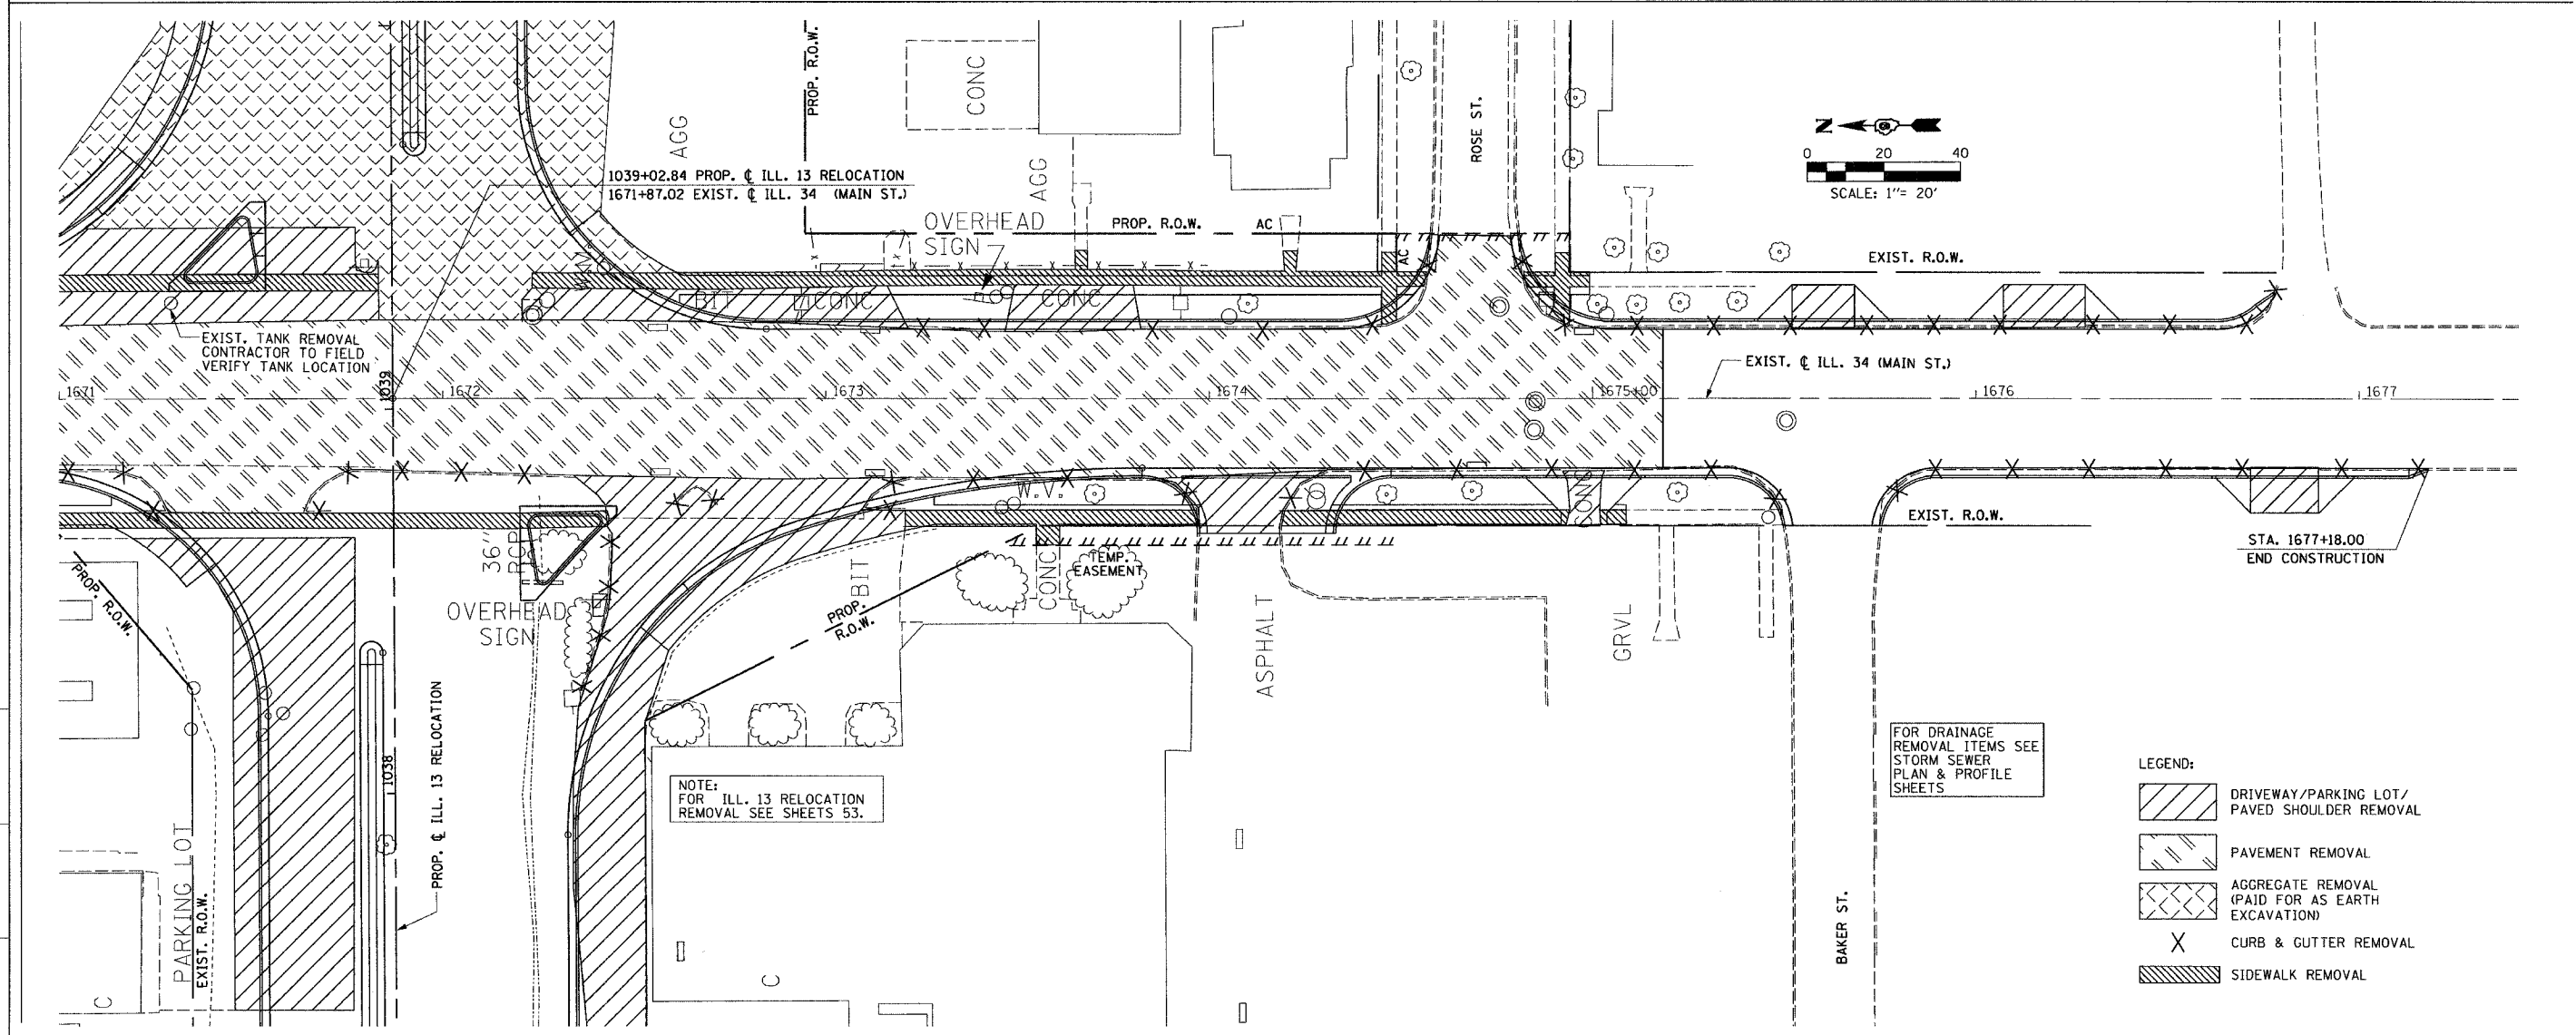 PROP. R.O.W.
CONC
AGG
AGG
ROSE ST.
N
0 20 40
SCALE: 1"= 20'
1039+02.84 PROP. ℄ ILL. 13 RELOCATION
1671+87.02 EXIST. ℄ ILL. 34 (MAIN ST.)
OVERHEAD
SIGN
PROP. R.O.W.
AC
AC
EXIST. R.O.W.
BIT
CONC
CONC
EXIST. TANK REMOVAL
CONTRACTOR TO FIELD
VERIFY TANK LOCATION
EXIST. ℄ ILL. 34 (MAIN ST.)
1671
1039
1672
1673
1674
1675+00
1676
1677
W.V.
CONC
EXIST. R.O.W.
STA. 1677+18.00
END CONSTRUCTION
36"
RCP
OVERHEAD
SIGN
BIT
CONC
TEMP.
EASEMENT
PROP. R.O.W.
PROP.
R.O.W.
ASPHALT
GRVL
1038
PROP. ℄ ILL. 13 RELOCATION
NOTE:
FOR ILL. 13 RELOCATION
REMOVAL SEE SHEETS 53.
FOR DRAINAGE
REMOVAL ITEMS SEE
STORM SEWER
PLAN & PROFILE
SHEETS
PARKING LOT
EXIST. R.O.W.
C
C
BAKER ST.
LEGEND:
DRIVEWAY/PARKING LOT/
PAVED SHOULDER REMOVAL
PAVEMENT REMOVAL
AGGREGATE REMOVAL
(PAID FOR AS EARTH
EXCAVATION)
CURB & GUTTER REMOVAL
SIDEWALK REMOVAL